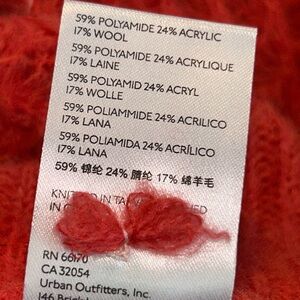 59% POLYAMIDE 24% ACRYLIC
17% WOOL
59% POLYAMIDE 24% ACRYLIQUE
17% LAINE
59% POLYAMID 24% ACRYL
17% WOLLE
59% POLIAMMIDE 24% ACRILICO
17% LANA
59% POLIAMIDA 24% ACRÍLICO
17% LANA
59% 锦纶 24% 腈纶 17% 绵羊毛
IN
RN 66170
CA 32054
Urban Outfitters, Inc.
146